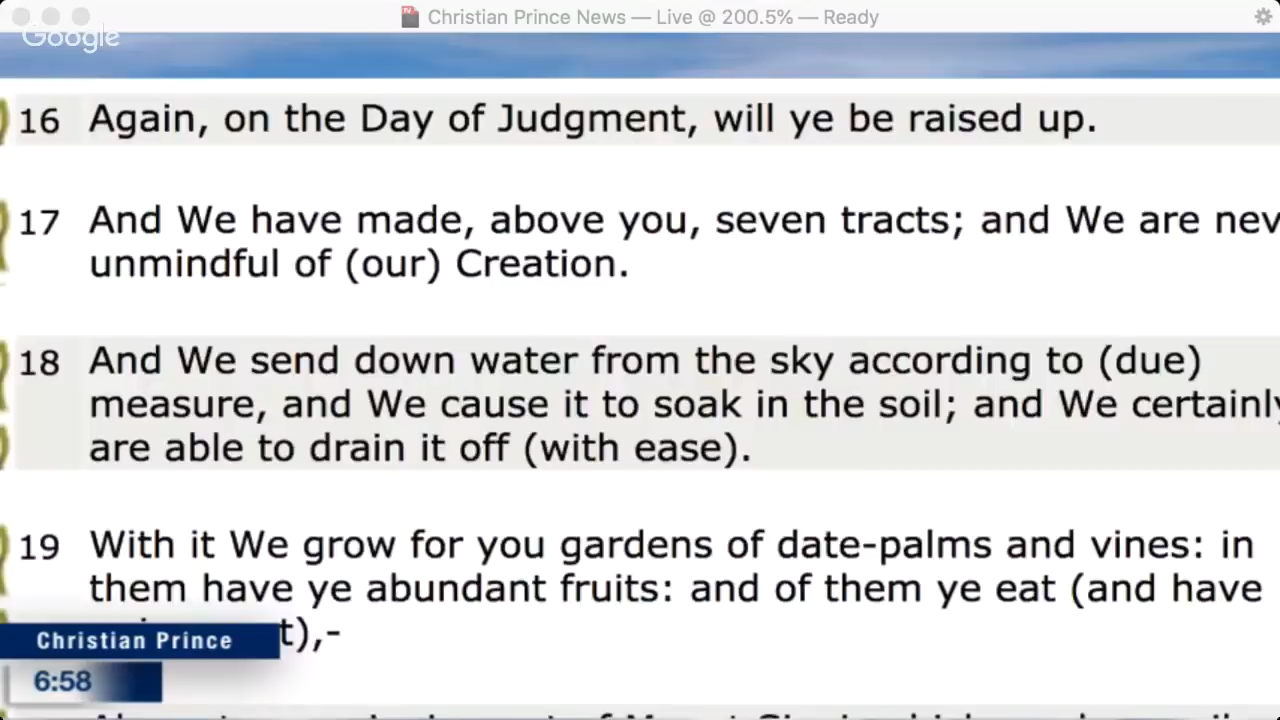 Christian Prince News — Live @ 200.5% — Ready
Google
16 Again, on the Day of Judgment, will ye be raised up.
17 And We have made, above you, seven tracts; and We are nev
unmindful of (our) Creation.
18 And We send down water from the sky according to (due)
measure, and We cause it to soak in the soil; and We certainly
are able to drain it off (with ease).
19 With it We grow for you gardens of date-palms and vines: in
them have ye abundant fruits: and of them ye eat (and have
t),-
Christian Prince
6:58